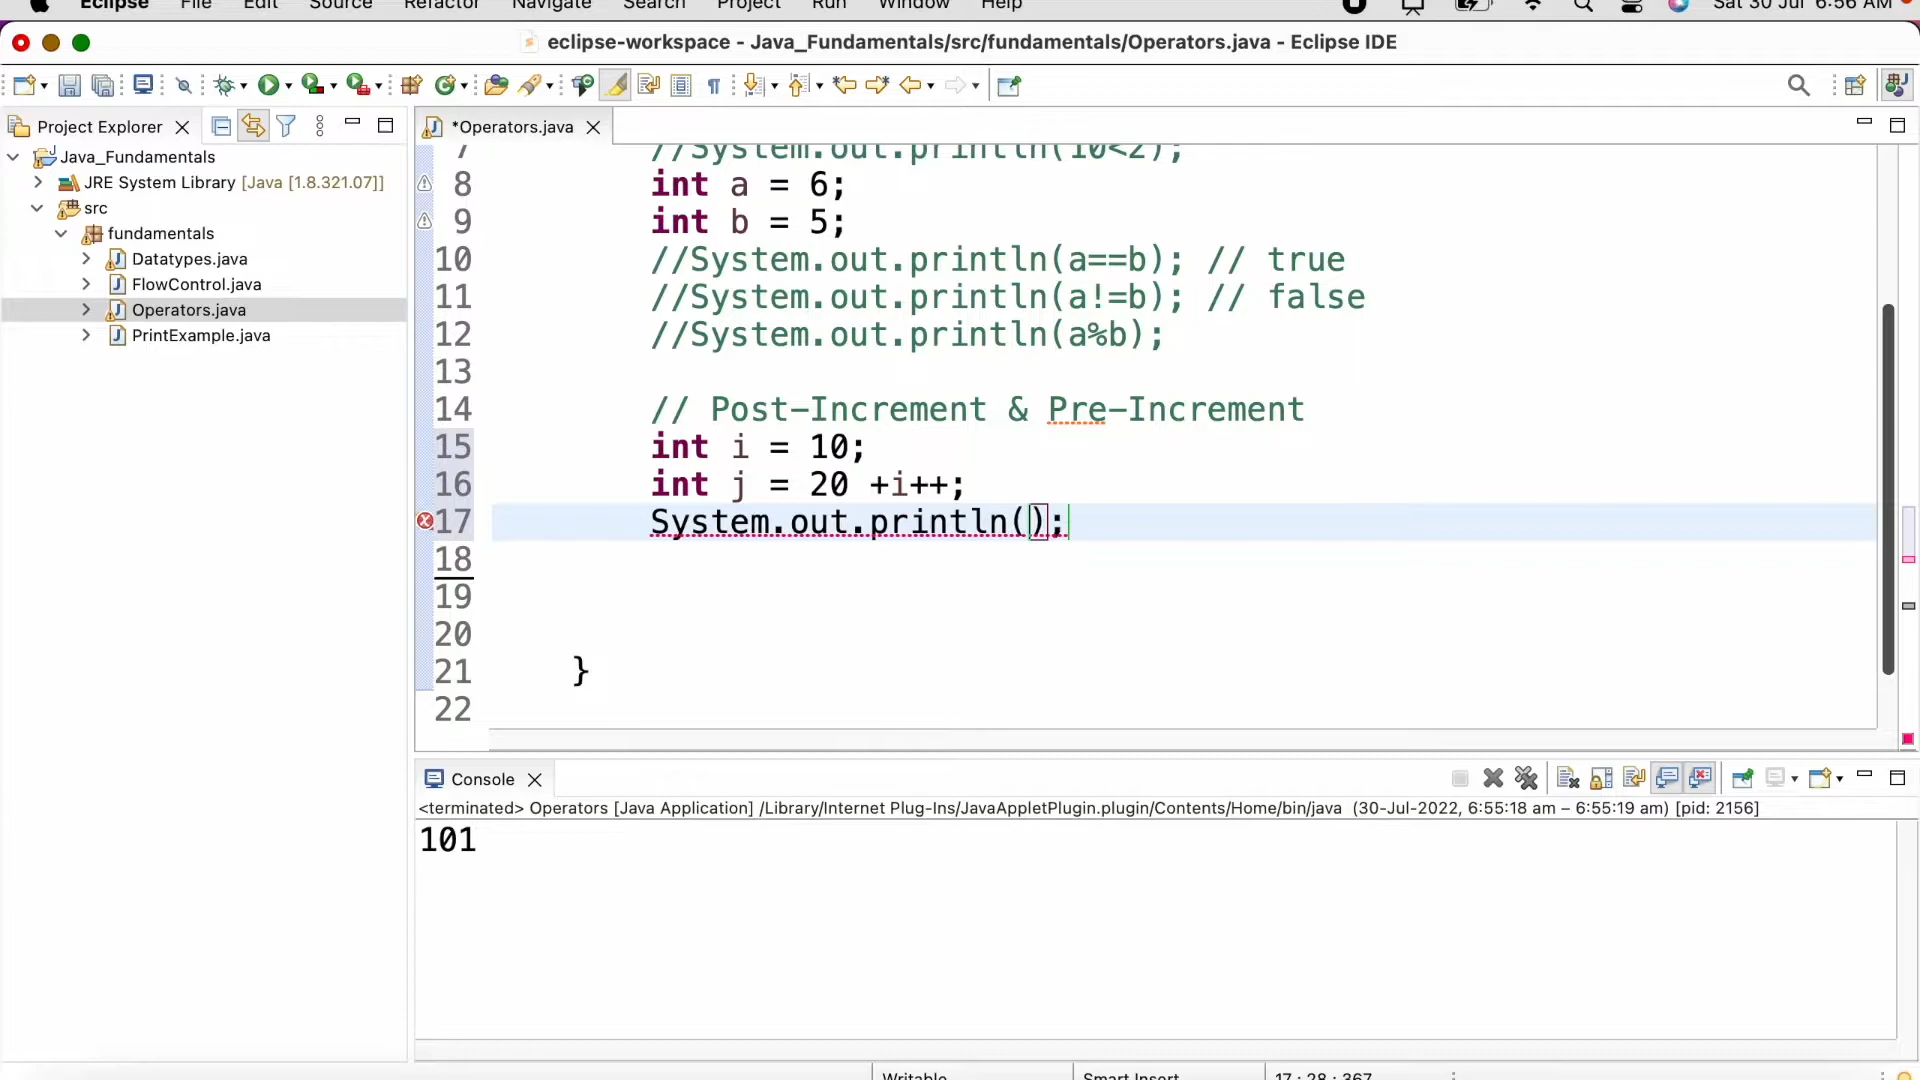 Eclipse File Edit Source Refactor Navigate Search Project Run Window Help Sat 30 Jul 6:56 AM
eclipse-workspace - Java_Fundamentals/src/fundamentals/Operators.java - Eclipse IDE
Project Explorer
*Operators.java
Java_Fundamentals
JRE System Library [Java [1.8.321.07]]
src
fundamentals
Datatypes.java
FlowControl.java
Operators.java
PrintExample.java
7 //System.out.println(10<2);
8 int a = 6;
9 int b = 5;
10 //System.out.println(a==b); // true
11 //System.out.println(a!=b); // false
12 //System.out.println(a%b);
13
14 // Post-Increment & Pre-Increment
15 int i = 10;
16 int j = 20 +i++;
17 System.out.println();
18
19
20
21 }
22
Console
<terminated> Operators [Java Application] /Library/Internet Plug-Ins/JavaAppletPlugin.plugin/Contents/Home/bin/java (30-Jul-2022, 6:55:18 am – 6:55:19 am) [pid: 2156]
101
Writable Smart Insert 17 : 28 : 367